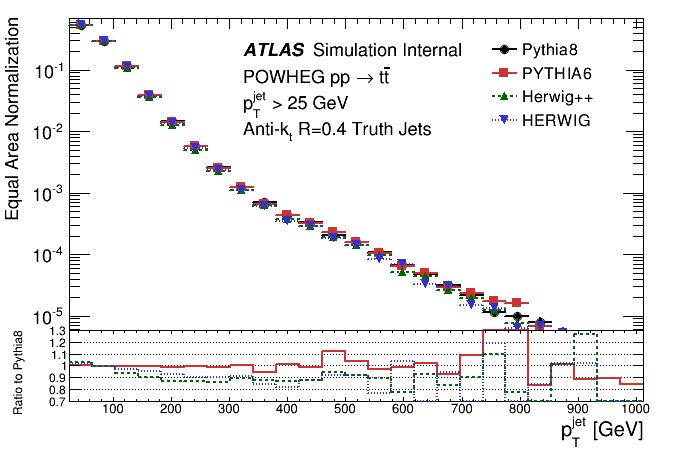 Equal Area Normalization
10⁻¹
10⁻²
10⁻³
10⁻⁴
10⁻⁵
ATLAS Simulation Internal
POWHEG pp → tt̄
p_T^jet > 25 GeV
Anti-k_t R=0.4 Truth Jets
Pythia8
PYTHIA6
Herwig++
HERWIG
Ratio to Pythia8
1.3
1.2
1.1
1
0.9
0.8
0.7
100 200 300 400 500 600 700 800 900 1000
p_T^jet [GeV]